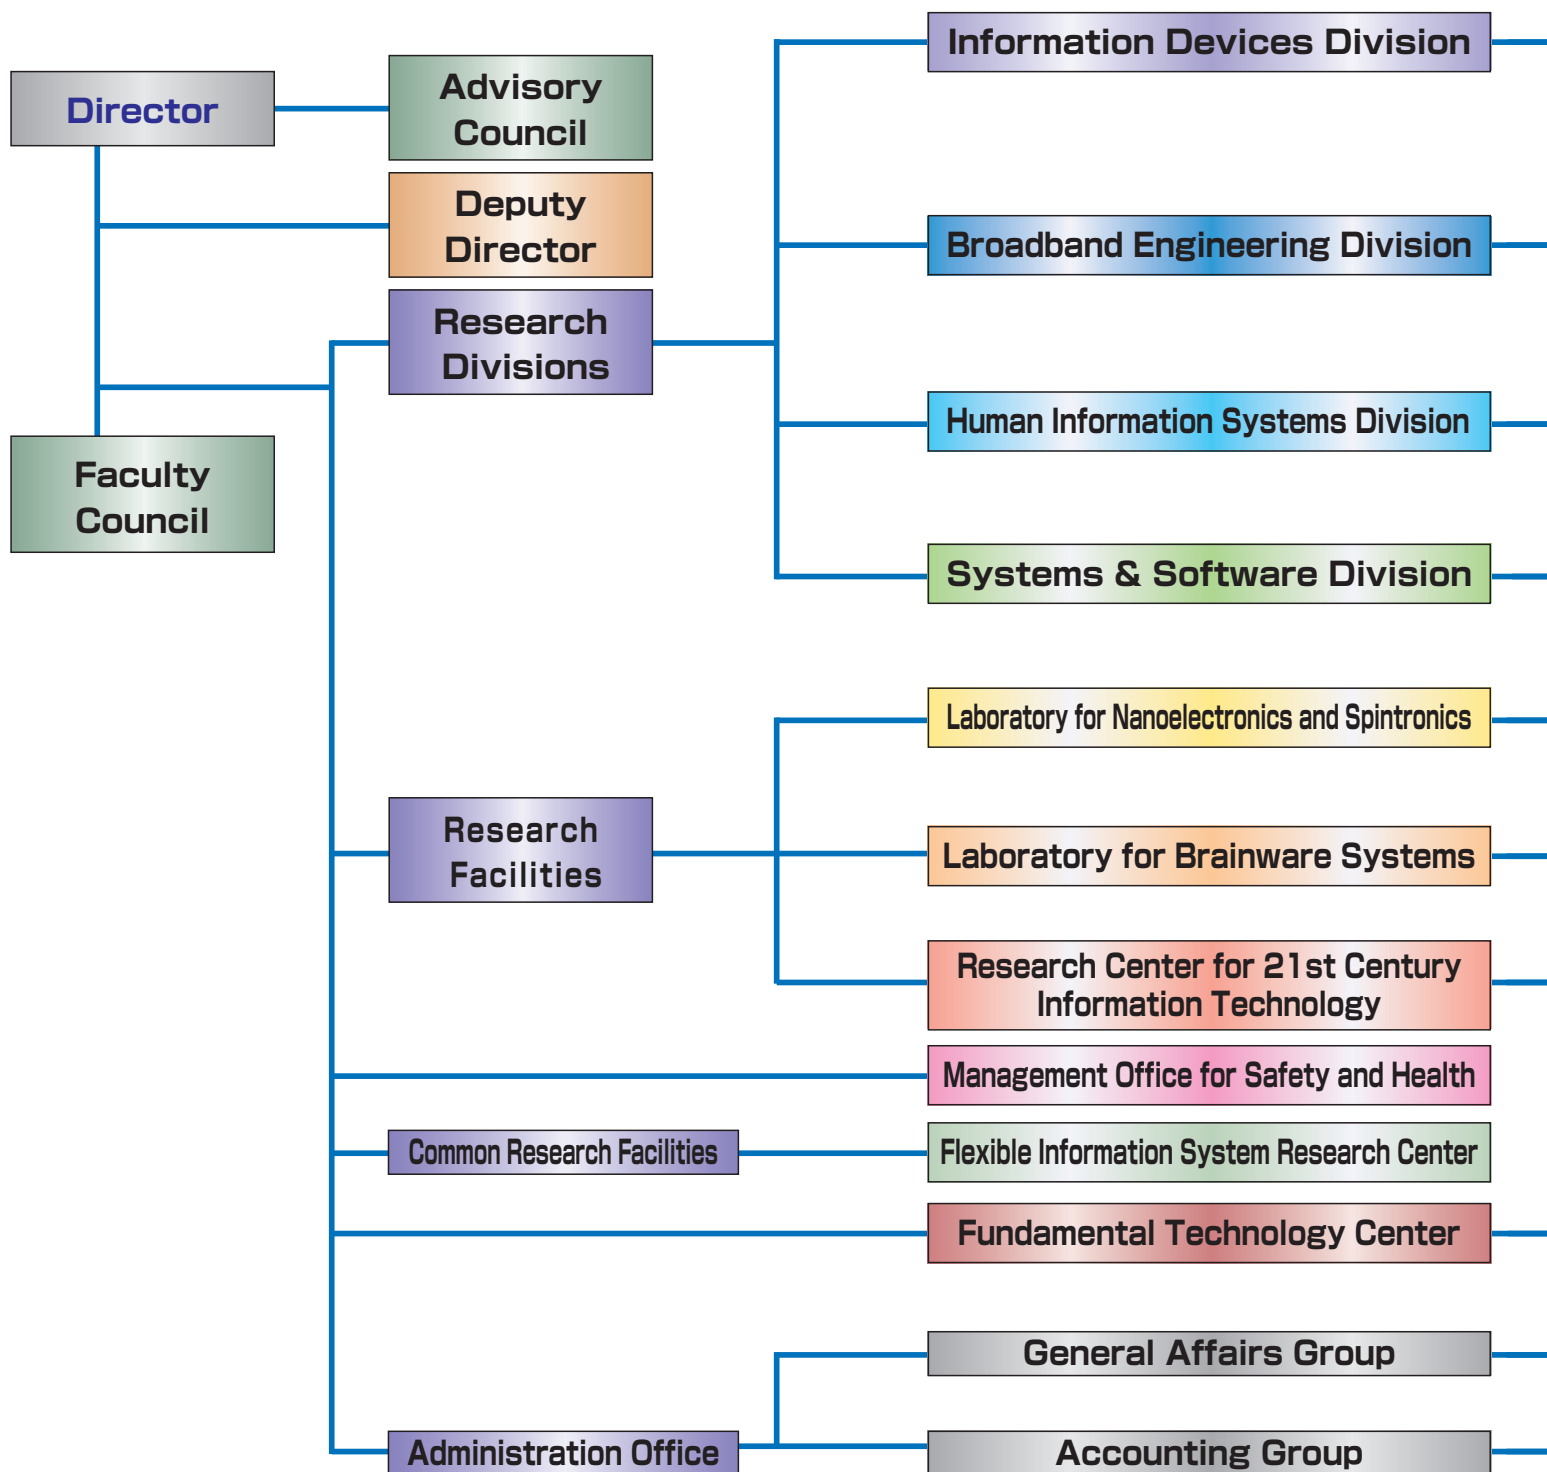 Director
Advisory
Council
Deputy
Director
Research
Divisions
Faculty
Council
Information Devices Division
Broadband Engineering Division
Human Information Systems Division
Systems & Software Division
Research
Facilities
Laboratory for Nanoelectronics and Spintronics
Laboratory for Brainware Systems
Research Center for 21st Century
Information Technology
Management Office for Safety and Health
Common Research Facilities
Flexible Information System Research Center
Fundamental Technology Center
Administration Office
General Affairs Group
Accounting Group